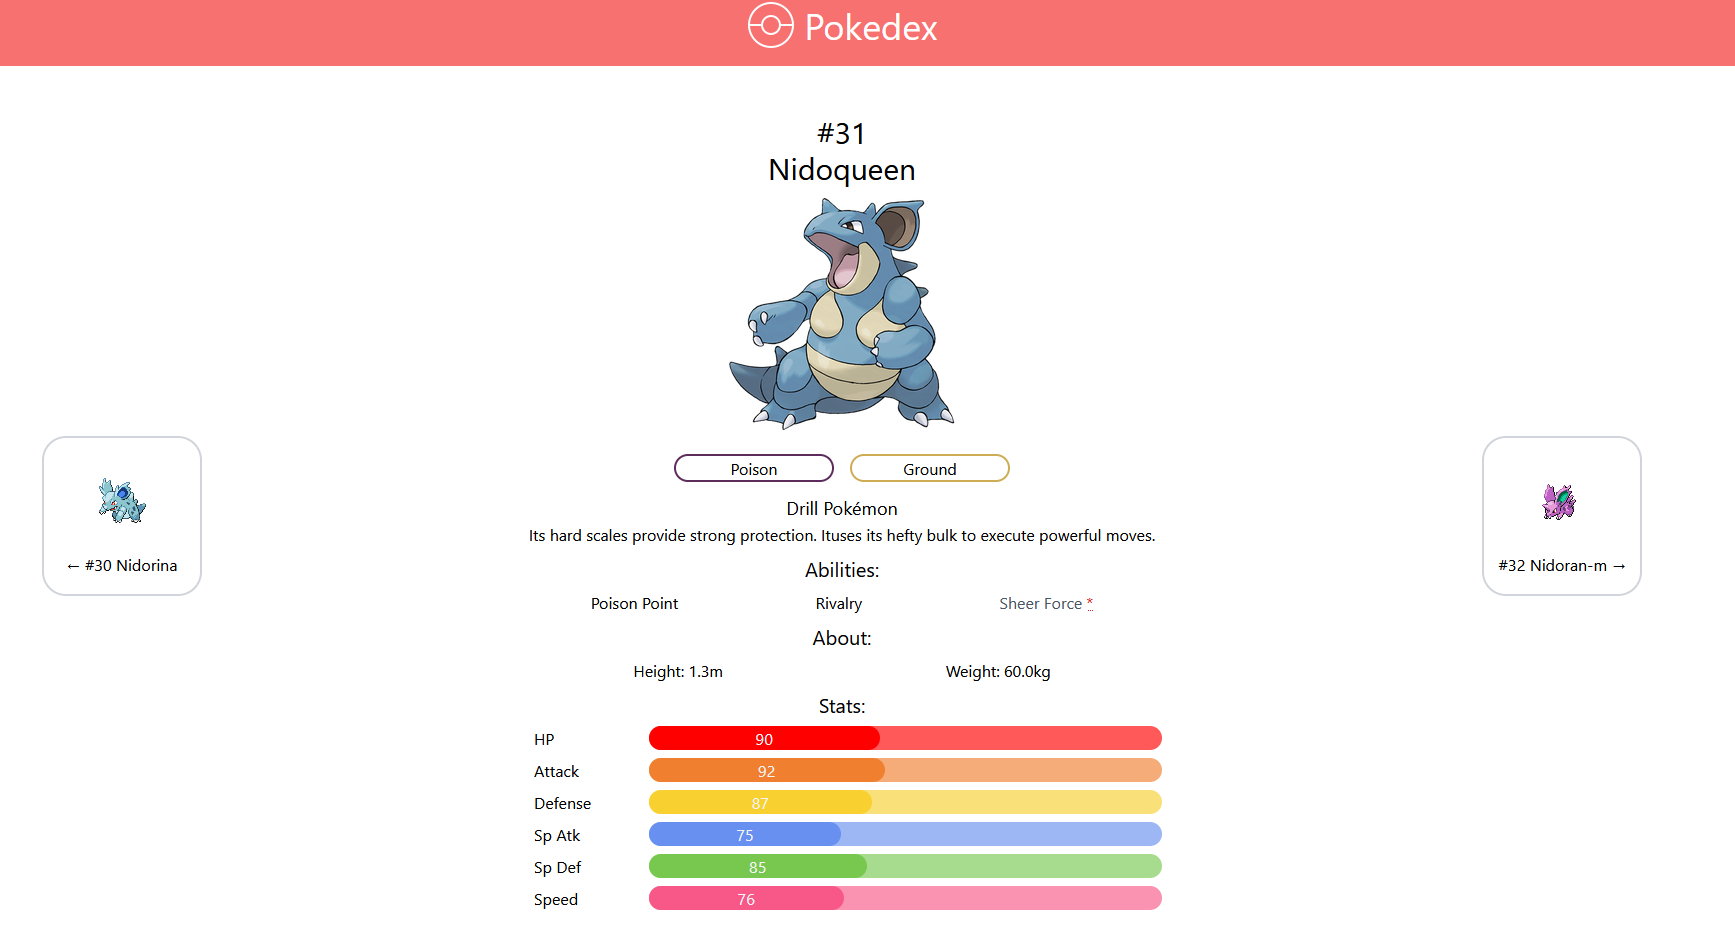 Pokedex
#31
Nidoqueen
Poison
Ground
Drill Pokémon
Its hard scales provide strong protection. Ituses its hefty bulk to execute powerful moves.
Abilities:
Poison Point
Rivalry
Sheer Force *
About:
Height: 1.3m
Weight: 60.0kg
Stats:
HP 90
Attack 92
Defense 87
Sp Atk 75
Sp Def 85
Speed 76
← #30 Nidorina
#32 Nidoran-m →